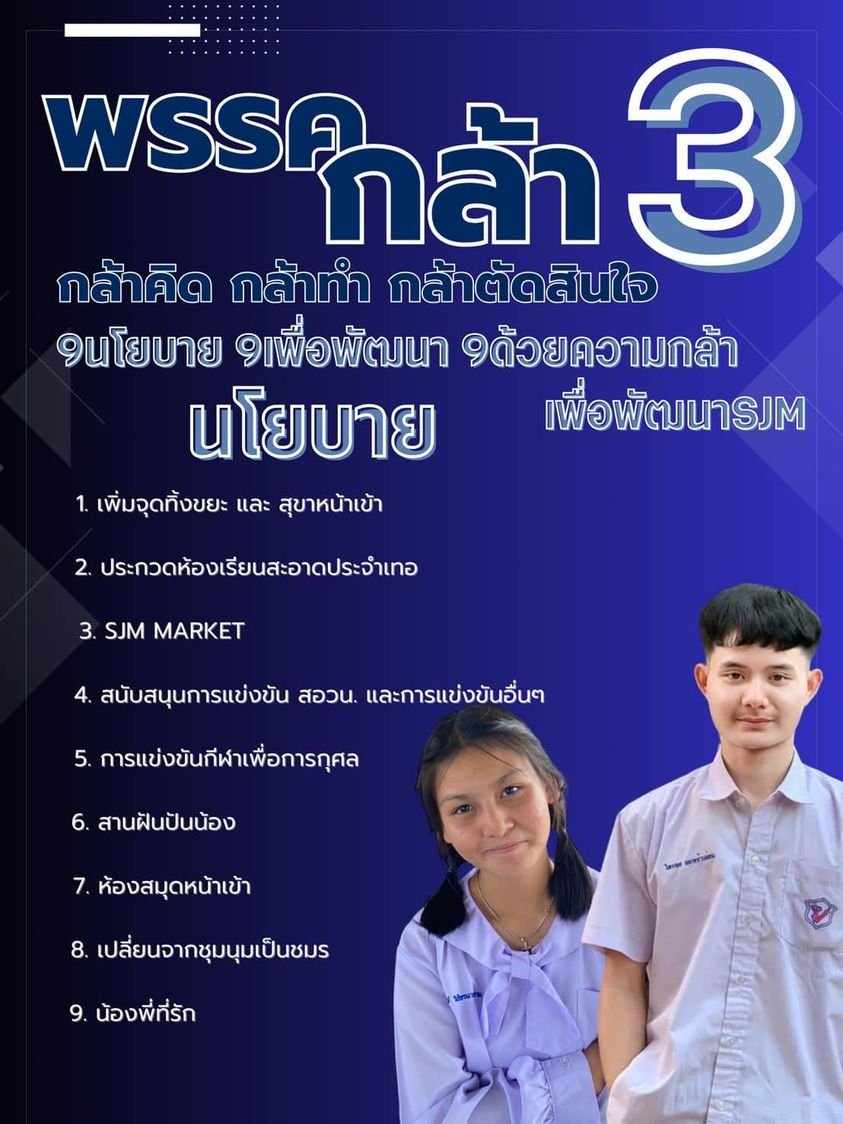 พรรค
กล้า
3
กล้าคิด กล้าทำ กล้าตัดสินใจ
9นโยบาย 9เพื่อพัฒนา 9ด้วยความกล้า
เพื่อพัฒนาSJM
นโยบาย
1. เพิ่มจุดทิ้งขยะ และ สุขาหน้าเข้า
2. ประกวดห้องเรียนสะอาดประจำเทอ
3. SJM MARKET
4. สนับสนุนการแข่งขัน สอวน. และการแข่งขันอื่นๆ
5. การแข่งขันกีฬาเพื่อการกุศล
6. สานฝันปันน้อง
7. ห้องสมุดหน้าเข้า
8. เปลี่ยนจากชุมนุมเป็นชมร
9. น้องพี่ที่รัก